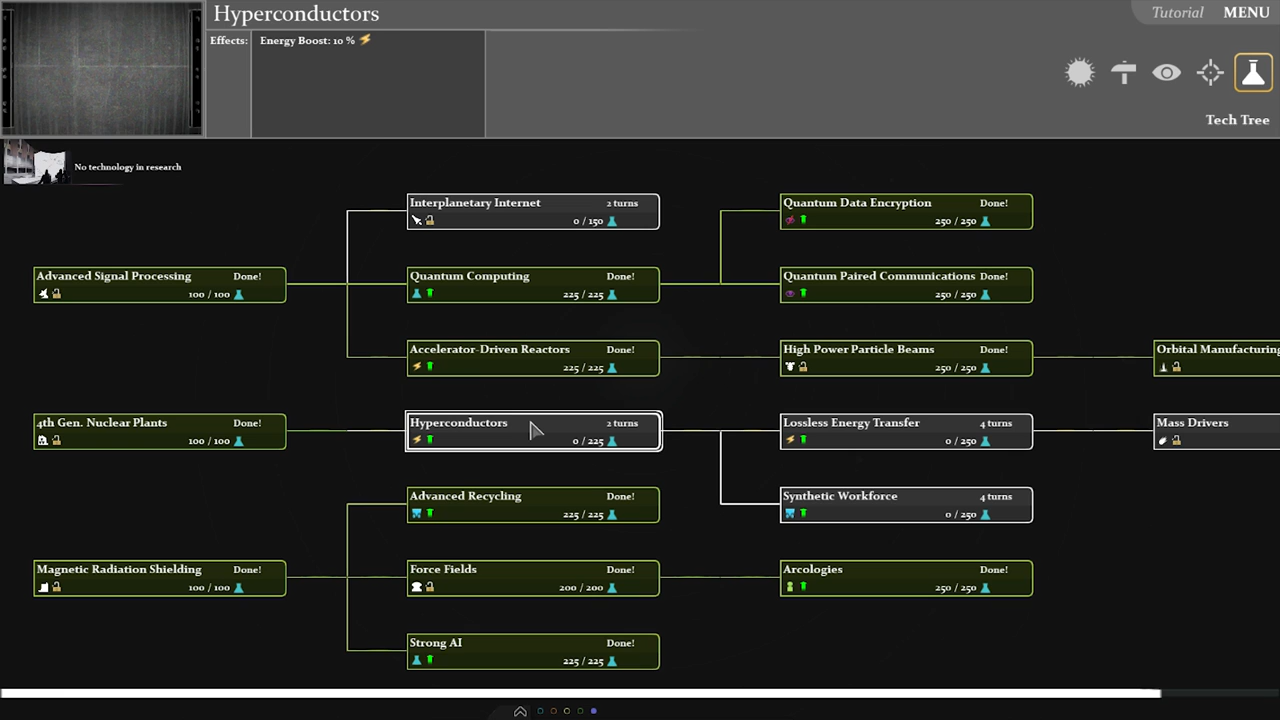 Hyperconductors
Tutorial MENU
Effects: Energy Boost: 10 %
Tech Tree
No technology in research
Interplanetary Internet 2 turns
0 / 150
Quantum Data Encryption Done!
250 / 250
Advanced Signal Processing Done!
100 / 100
Quantum Computing Done!
225 / 225
Quantum Paired Communications Done!
250 / 250
Accelerator-Driven Reactors Done!
225 / 225
High Power Particle Beams Done!
250 / 250
Orbital Manufacturing
4th Gen. Nuclear Plants Done!
100 / 100
Hyperconductors 2 turns
0 / 225
Lossless Energy Transfer 4 turns
0 / 250
Mass Drivers
Advanced Recycling Done!
225 / 225
Synthetic Workforce 4 turns
0 / 250
Magnetic Radiation Shielding Done!
100 / 100
Force Fields Done!
200 / 200
Arcologies Done!
250 / 250
Strong AI Done!
225 / 225